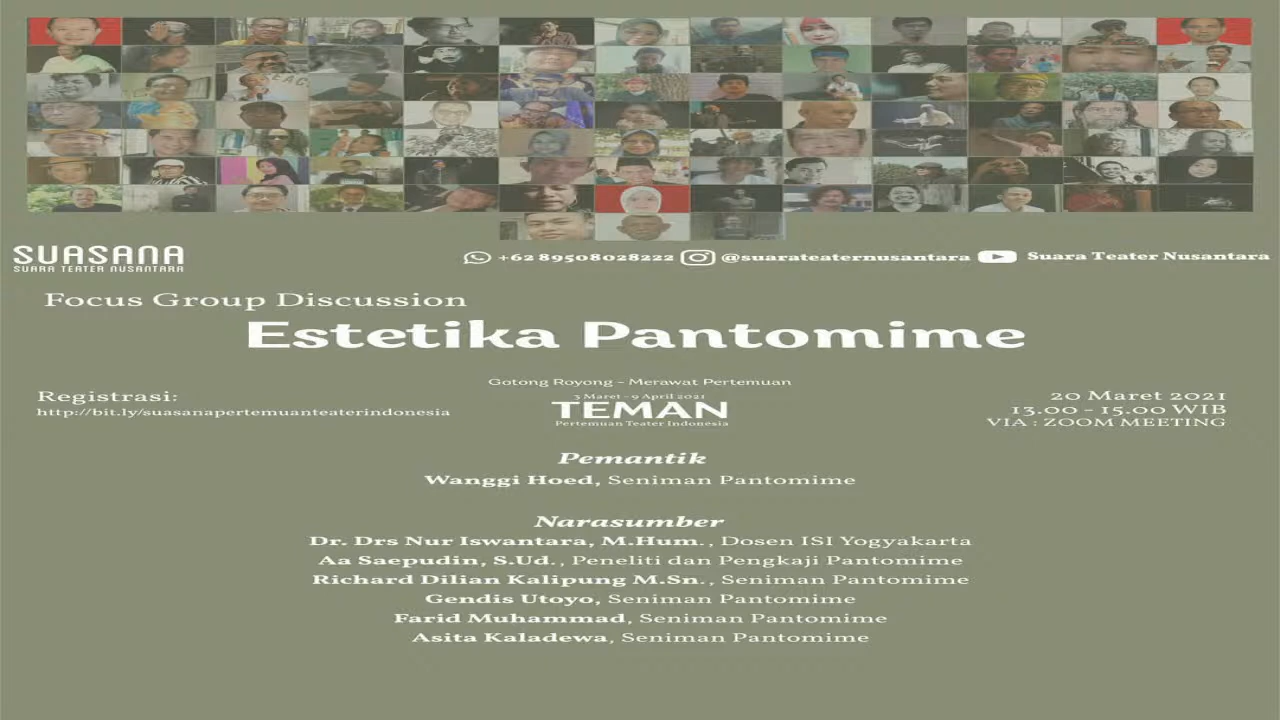 SUASANA
SUARA TEATER NUSANTARA
+62 89508028222 @suarateaternusantara Suara Teater Nusantara
Focus Group Discussion
Estetika Pantomime
Registrasi:
http://bit.ly/suasanapertemuanteaterindonesia
Gotong Royong - Merawat Pertemuan
3 Maret - 9 April 2021
TEMAN
Pertemuan Teater Indonesia
20 Maret 2021
13.00 - 15.00 WIB
VIA : ZOOM MEETING
Pemantik
Wanggi Hoed, Seniman Pantomime
Narasumber
Dr. Drs Nur Iswantara, M.Hum., Dosen ISI Yogyakarta
Aa Saepudin, S.Ud., Peneliti dan Pengkaji Pantomime
Richard Dilian Kalipung M.Sn., Seniman Pantomime
Gendis Utoyo, Seniman Pantomime
Farid Muhammad, Seniman Pantomime
Asita Kaladewa, Seniman Pantomime